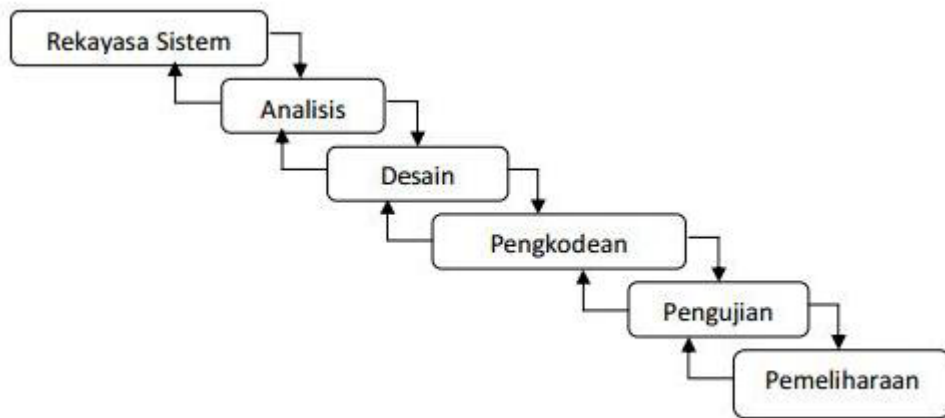 Rekayasa Sistem
Analisis
Desain
Pengkodean
Pengujian
Pemeliharaan